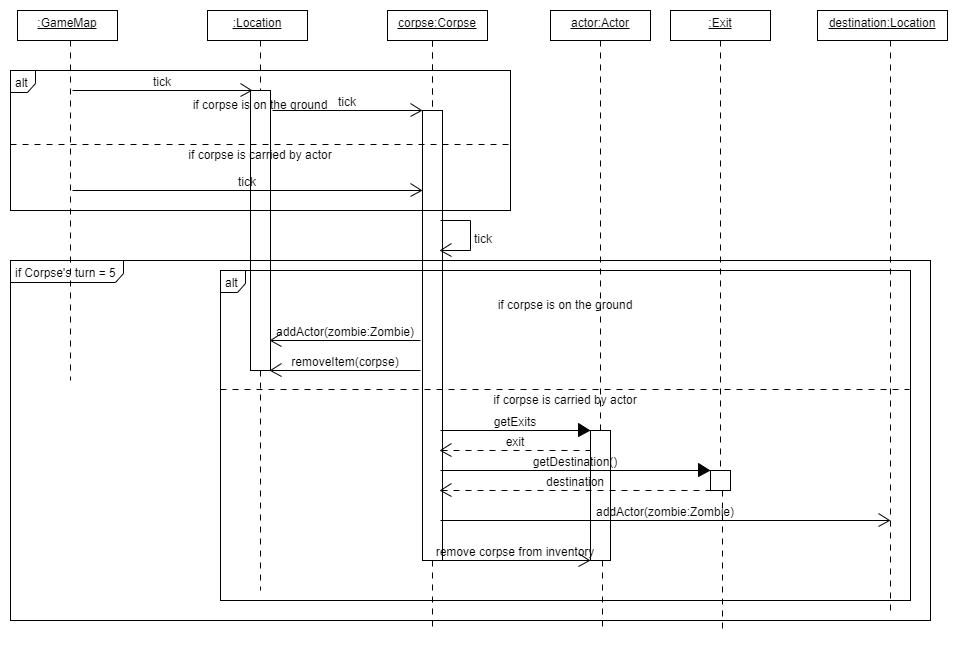 :GameMap
:Location
corpse:Corpse
actor:Actor
:Exit
destination:Location
alt
tick
if corpse is on the ground
tick
if corpse is carried by actor
tick
tick
if Corpse's turn = 5
alt
if corpse is on the ground
addActor(zombie:Zombie)
removeItem(corpse)
if corpse is carried by actor
getExits
exit
getDestination()
destination
addActor(zombie:Zombie)
remove corpse from inventory